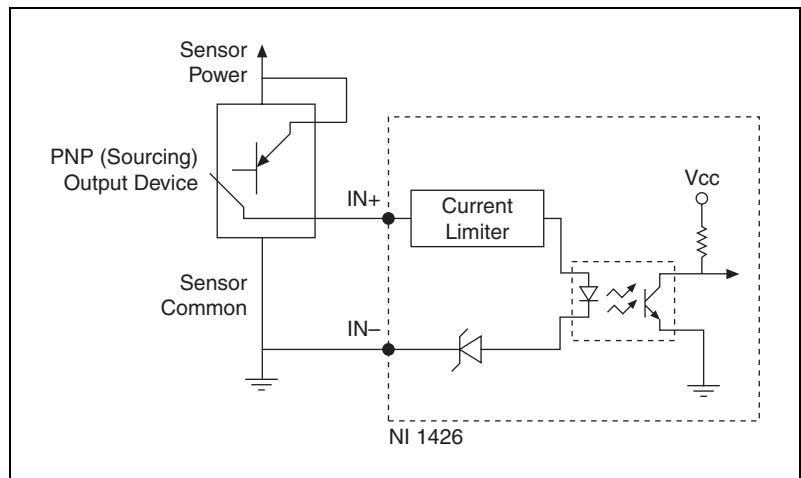 Sensor
Power
PNP (Sourcing)
Output Device
IN+
Current
Limiter
Vcc
Sensor
Common
IN–
NI 1426